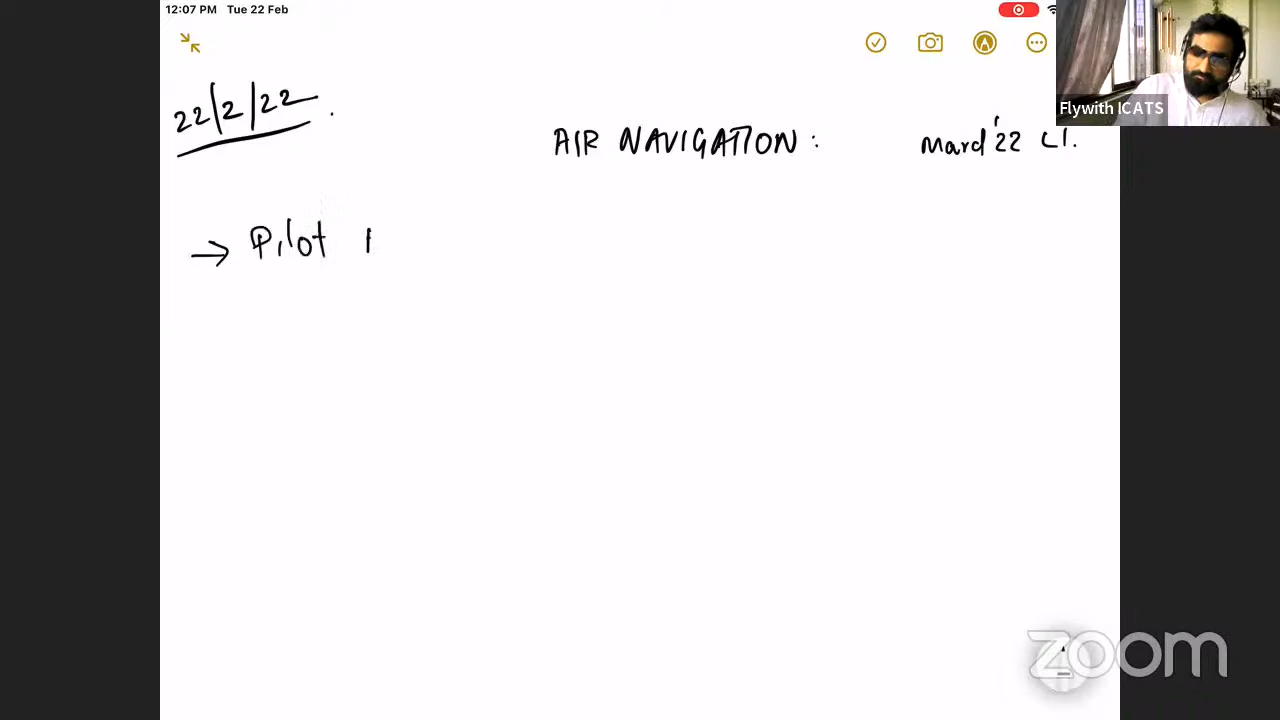 12:07 PM Tue 22 Feb
Flywith ICATS
22/2/22 .
AIR NAVIGATION :
March'22
→ Pilot
zoom